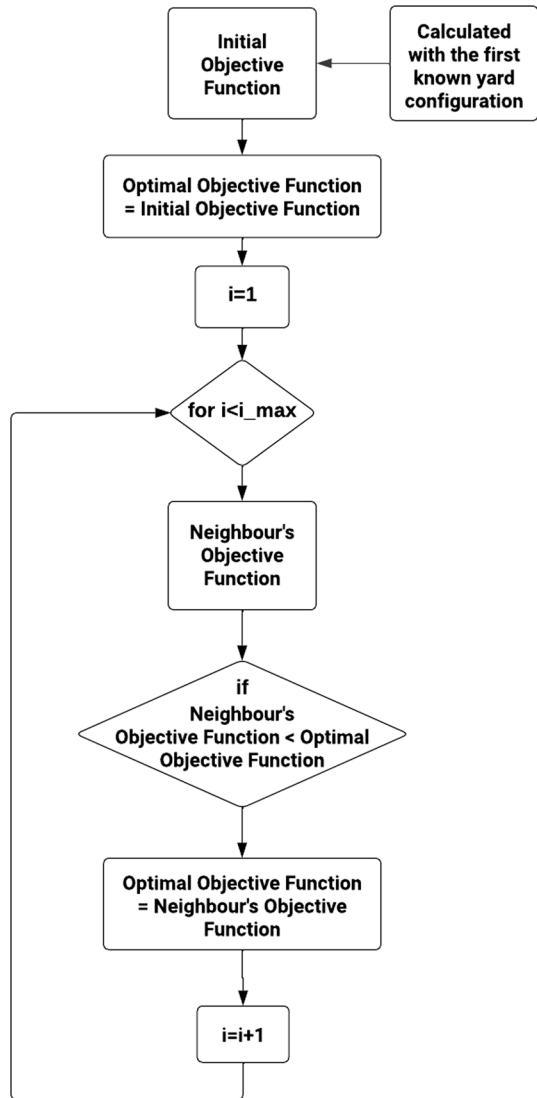 Initial
Objective
Function
Calculated
with the first
known yard
configuration
Optimal Objective Function
= Initial Objective Function
i=1
for i<i_max
Neighbour's
Objective
Function
if
Neighbour's
Objective Function < Optimal
Objective Function
Optimal Objective Function
= Neighbour's Objective
Function
i=i+1